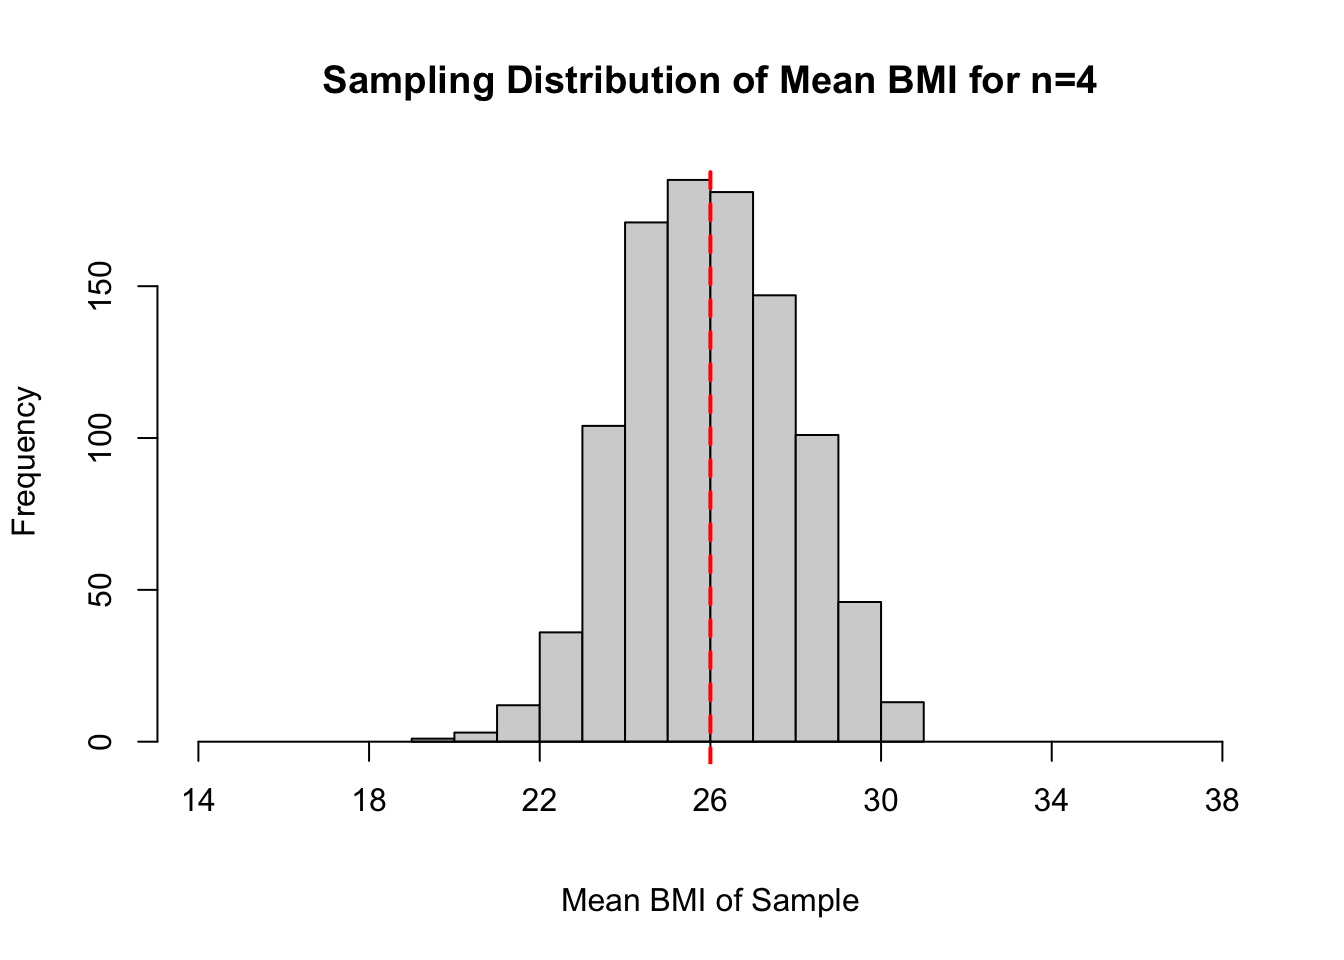 Sampling Distribution of Mean BMI for n=4
Frequency
150
100
50
0
14 18 22 26 30 34 38
Mean BMI of Sample